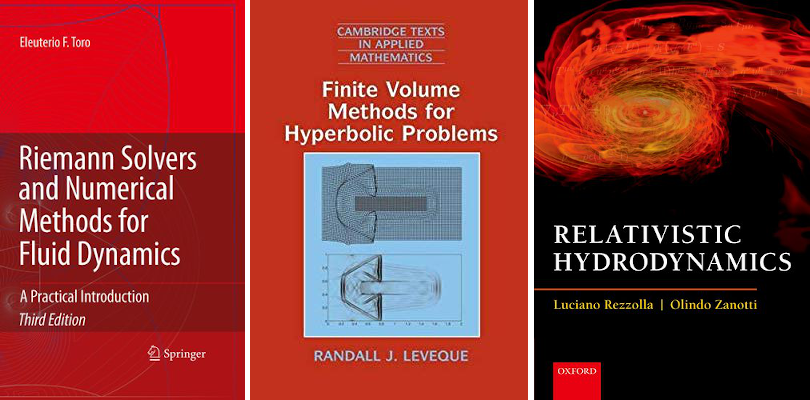 Eleuterio F. Toro
Riemann Solvers
and Numerical
Methods for
Fluid Dynamics
A Practical Introduction
Third Edition
Springer
CAMBRIDGE TEXTS
IN APPLIED
MATHEMATICS
Finite Volume
Methods for
Hyperbolic Problems
RANDALL J. LEVEQUE
RELATIVISTIC
HYDRODYNAMICS
Luciano Rezzolla | Olindo Zanotti
OXFORD